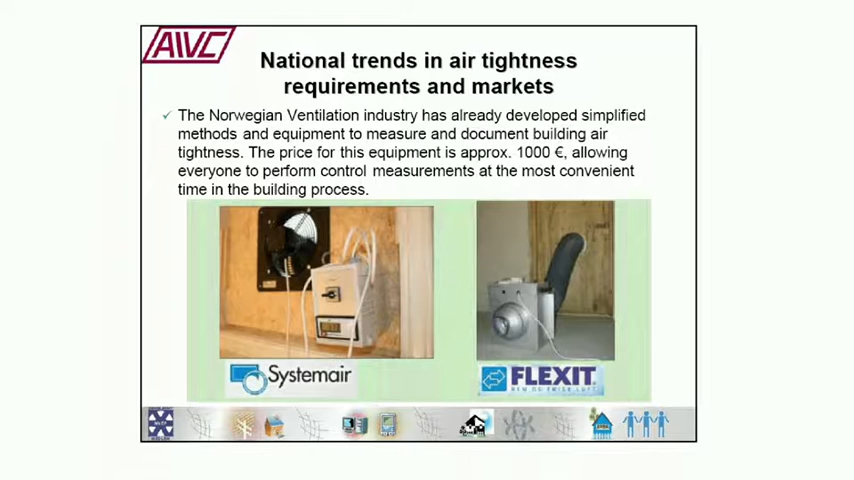 AIVC
National trends in air tightness
requirements and markets
✓ The Norwegian Ventilation industry has already developed simplified
methods and equipment to measure and document building air
tightness. The price for this equipment is approx. 1000 €, allowing
everyone to perform control measurements at the most convenient
time in the building process.
Systemair
FLEXIT